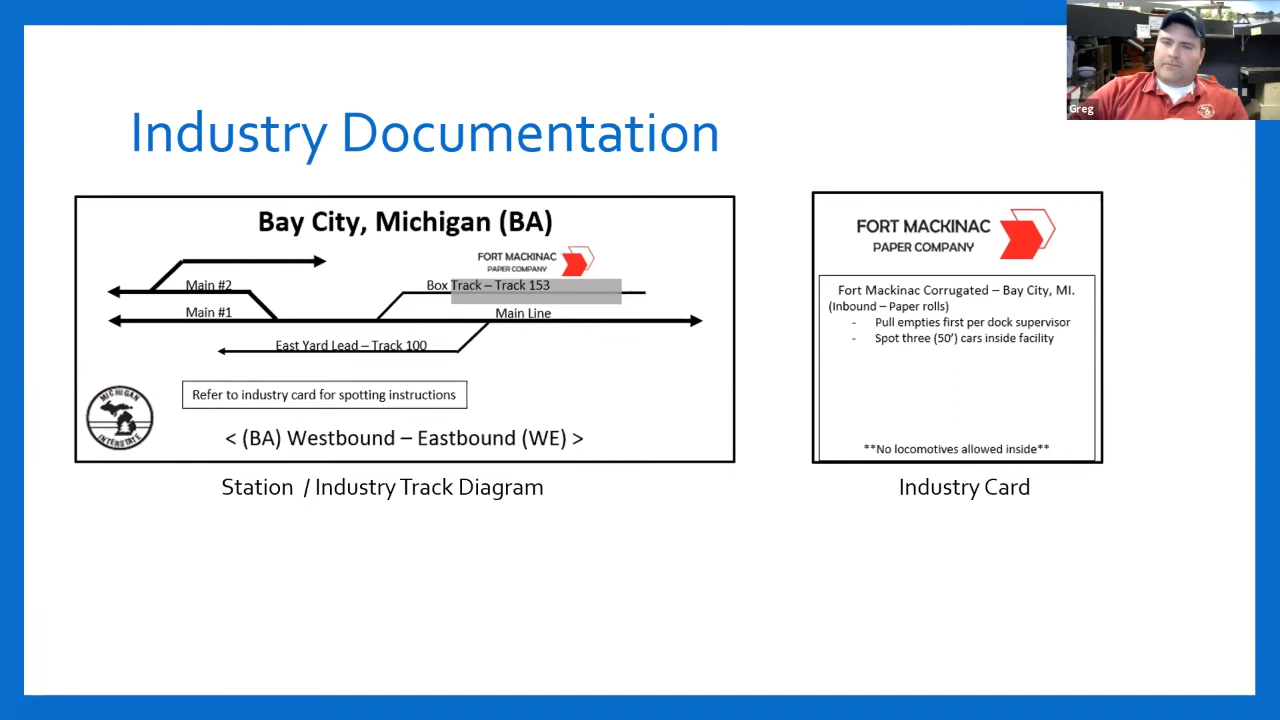 Greg
Industry Documentation
Bay City, Michigan (BA)
FORT MACKINAC
PAPER COMPANY
Main #2
Box Track – Track 153
Main #1
Main Line
East Yard Lead – Track 100
Refer to industry card for spotting instructions
MICHIGAN
INTERSTATE
< (BA) Westbound – Eastbound (WE) >
Station / Industry Track Diagram
FORT MACKINAC
PAPER COMPANY
Fort Mackinac Corrugated – Bay City, MI.
(Inbound – Paper rolls)
- Pull empties first per dock supervisor
- Spot three (50’) cars inside facility
**No locomotives allowed inside**
Industry Card